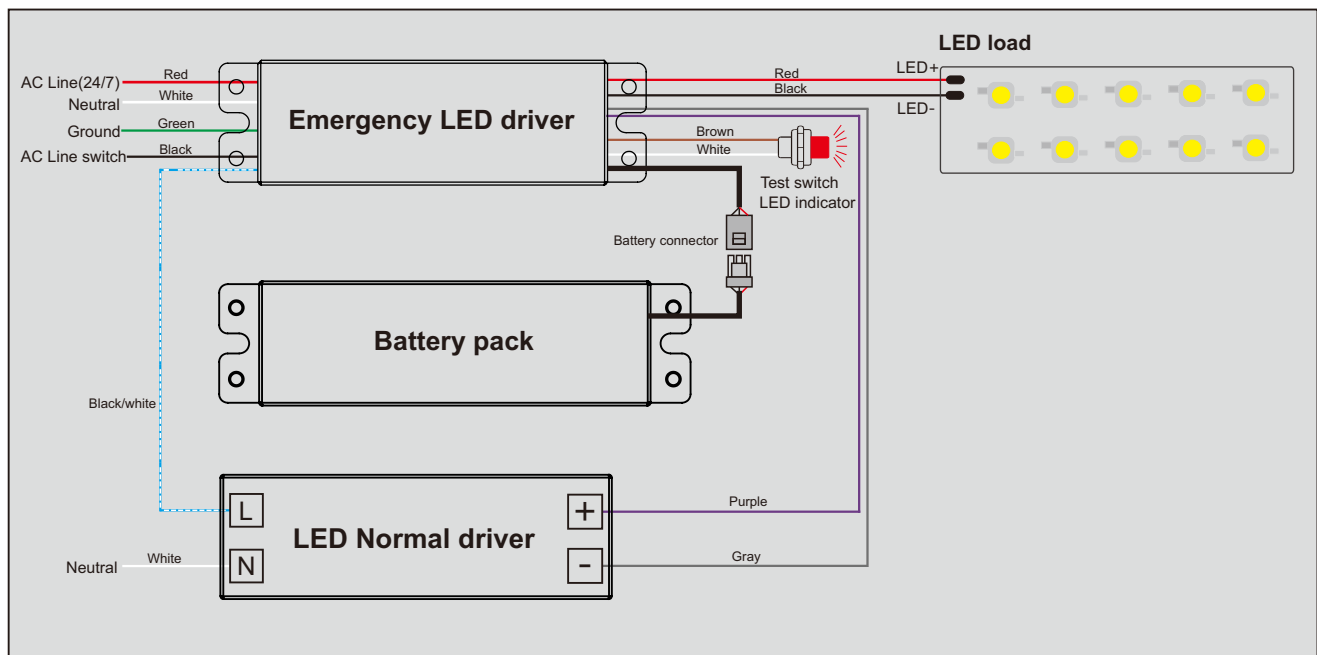 LED load
AC Line(24/7)
Red
Neutral
White
Ground
Green
AC Line switch
Black
Emergency LED driver
Red
LED+
Black
LED-
Brown
White
Test switch
LED indicator
Battery connector
Battery pack
Black/white
L
N
LED Normal driver
+
-
Purple
Gray
Neutral
White